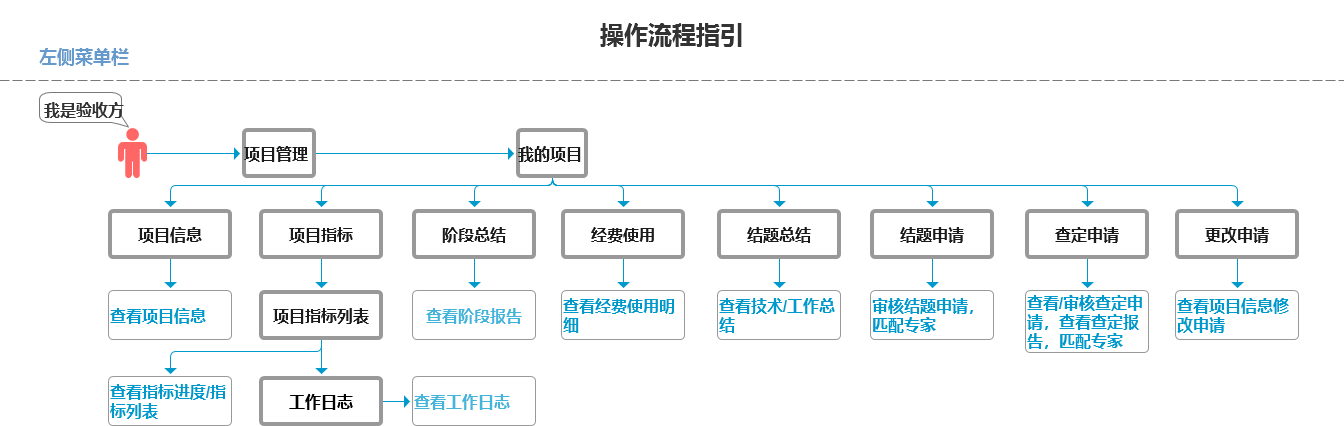 操作流程指引
左侧菜单栏
我是验收方
项目管理
我的项目
项目信息
项目指标
阶段总结
经费使用
结题总结
结题申请
查定申请
更改申请
查看项目信息
项目指标列表
查看阶段报告
查看经费使用明
细
查看技术/工作总
结
审核结题申请，
匹配专家
查看/审核查定申
请，查看查定报
告，匹配专家
查看项目信息修
改申请
查看指标进度/指
标列表
工作日志
查看工作日志